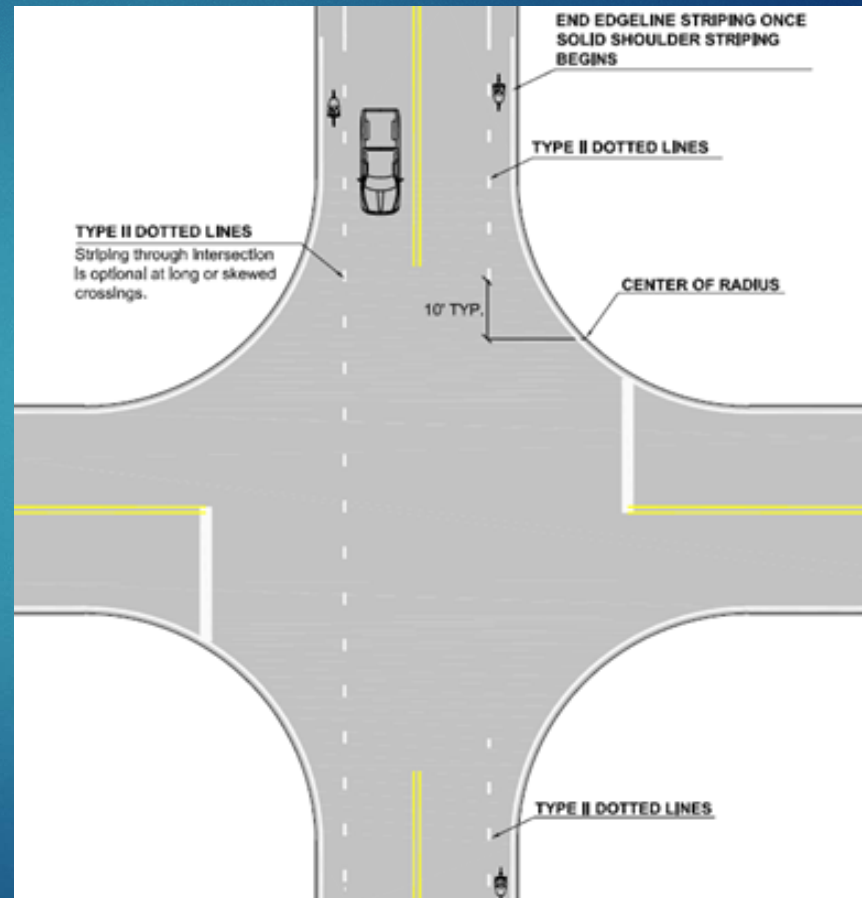 END EDGELINE STRIPING ONCE
SOLID SHOULDER STRIPING
BEGINS
TYPE II DOTTED LINES
TYPE II DOTTED LINES
Striping through intersection
is optional at long or skewed
crossings.
CENTER OF RADIUS
10' TYP.
TYPE II DOTTED LINES